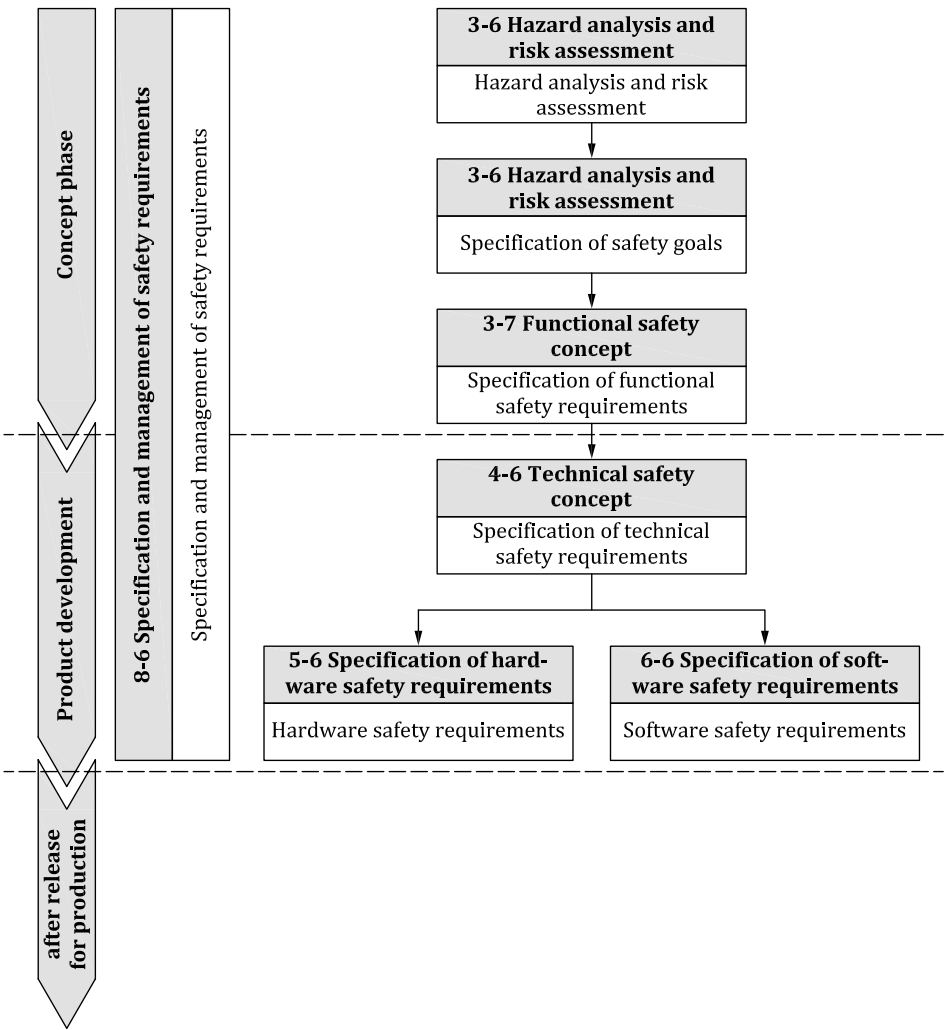 Concept phase
Product development
after release
for production
8-6 Specification and management of safety requirements
Specification and management of safety requirements
3-6 Hazard analysis and
risk assessment
Hazard analysis and risk
assessment
3-6 Hazard analysis and
risk assessment
Specification of safety goals
3-7 Functional safety
concept
Specification of functional
safety requirements
4-6 Technical safety
concept
Specification of technical
safety requirements
5-6 Specification of hard-
ware safety requirements
Hardware safety requirements
6-6 Specification of soft-
ware safety requirements
Software safety requirements